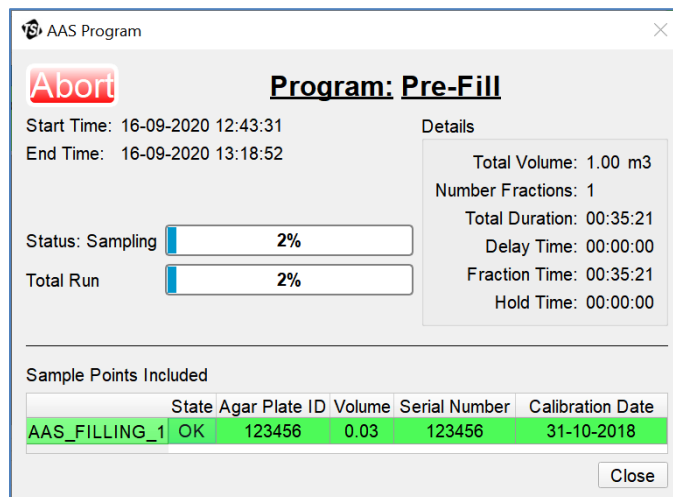 TSI AAS Program
Abort
Program: Pre-Fill
Start Time: 16-09-2020 12:43:31
End Time: 16-09-2020 13:18:52
Details
Total Volume: 1.00 m3
Number Fractions: 1
Total Duration: 00:35:21
Delay Time: 00:00:00
Fraction Time: 00:35:21
Hold Time: 00:00:00
Status: Sampling 2%
Total Run 2%
Sample Points Included
State Agar Plate ID Volume Serial Number Calibration Date
AAS_FILLING_1 OK 123456 0.03 123456 31-10-2018
Close